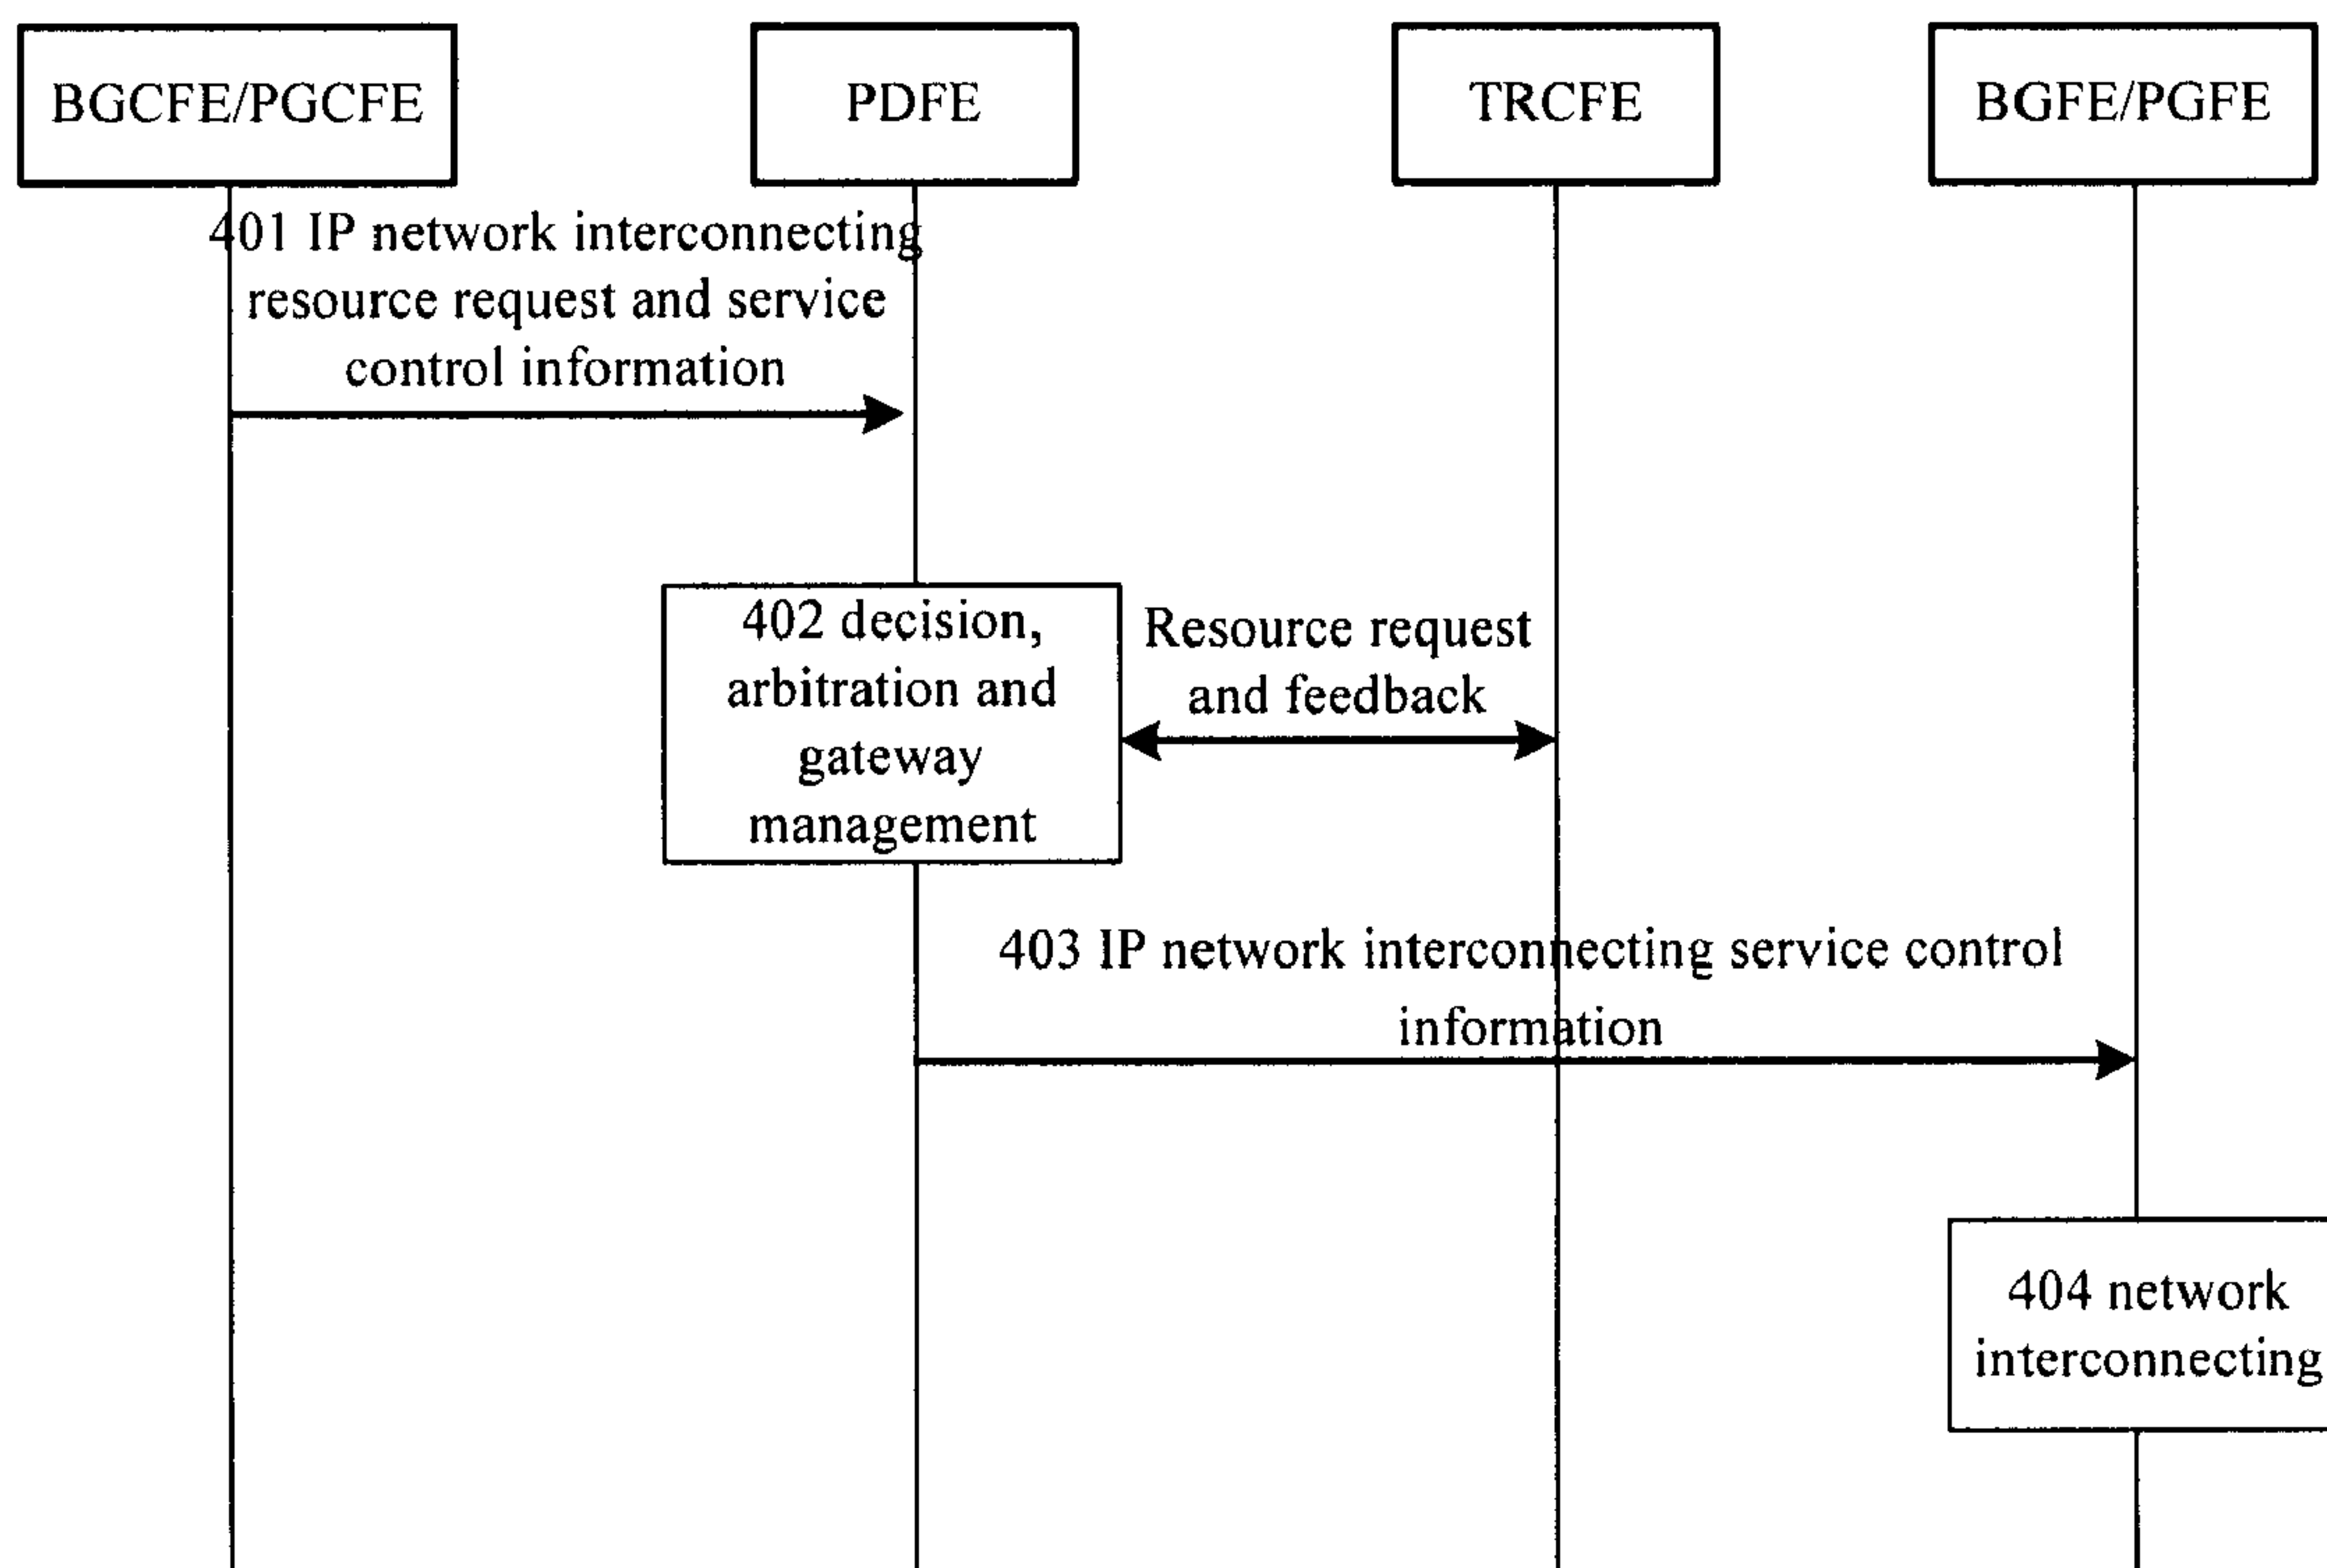 BGCFE/PGCFE
PDFE
TRCFE
BGFE/PGFE
401 IP network interconnecting
resource request and service
control information
402 decision,
arbitration and
gateway
management
Resource request
and feedback
403 IP network interconnecting service control
information
404 network
interconnecting